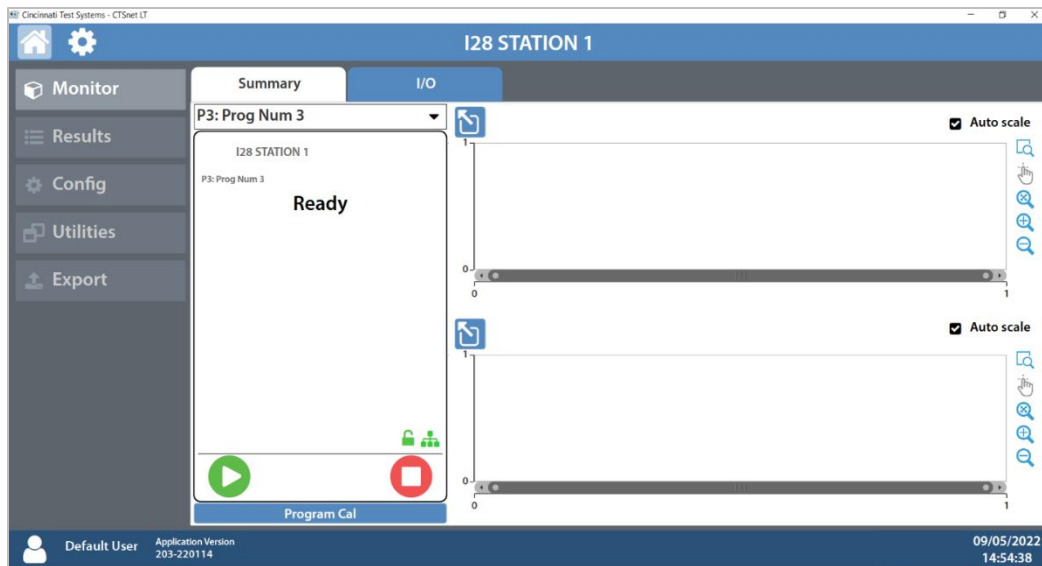 Cincinnati Test Systems - CTSnet LT
I28 STATION 1
Monitor
Results
Config
Utilities
Export
Summary
I/O
P3: Prog Num 3
I28 STATION 1
P3: Prog Num 3
Ready
Program Cal
Auto scale
1
0
0
1
Auto scale
1
0
0
1
Default User
Application Version
203-220114
09/05/2022
14:54:38